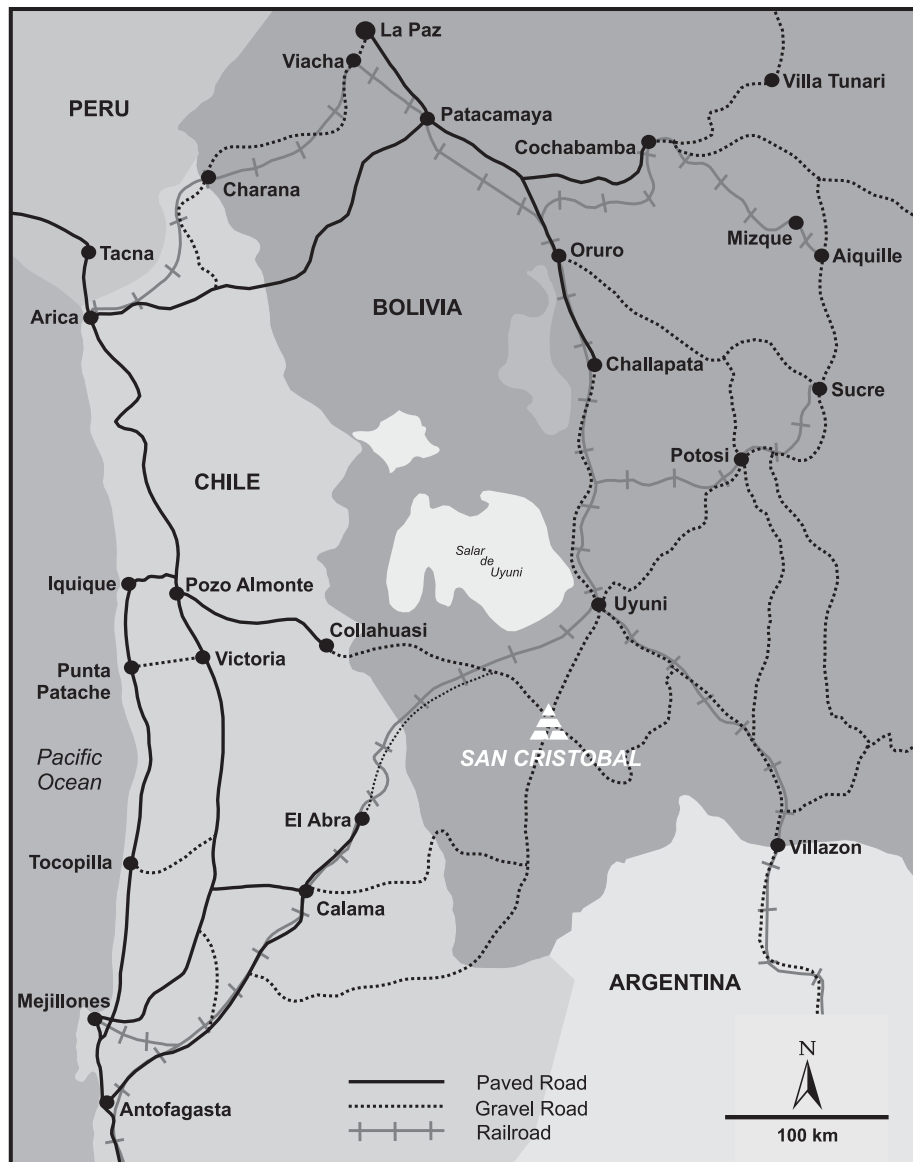 La Paz
Viacha
Villa Tunari
PERU
Patacamaya
Cochabamba
Charana
Mizque
Tacna
Oruro
Aiquille
BOLIVIA
Arica
Challapata
Sucre
Potosi
CHILE
Salar
de
Uyuni
Iquique
Pozo Almonte
Uyuni
Collahuasi
Victoria
Punta
Patache
SAN CRISTOBAL
Pacific
Ocean
El Abra
Villazon
Tocopilla
Calama
ARGENTINA
Mejillones
N
Paved Road
Antofagasta
Gravel Road
Railroad
100 km